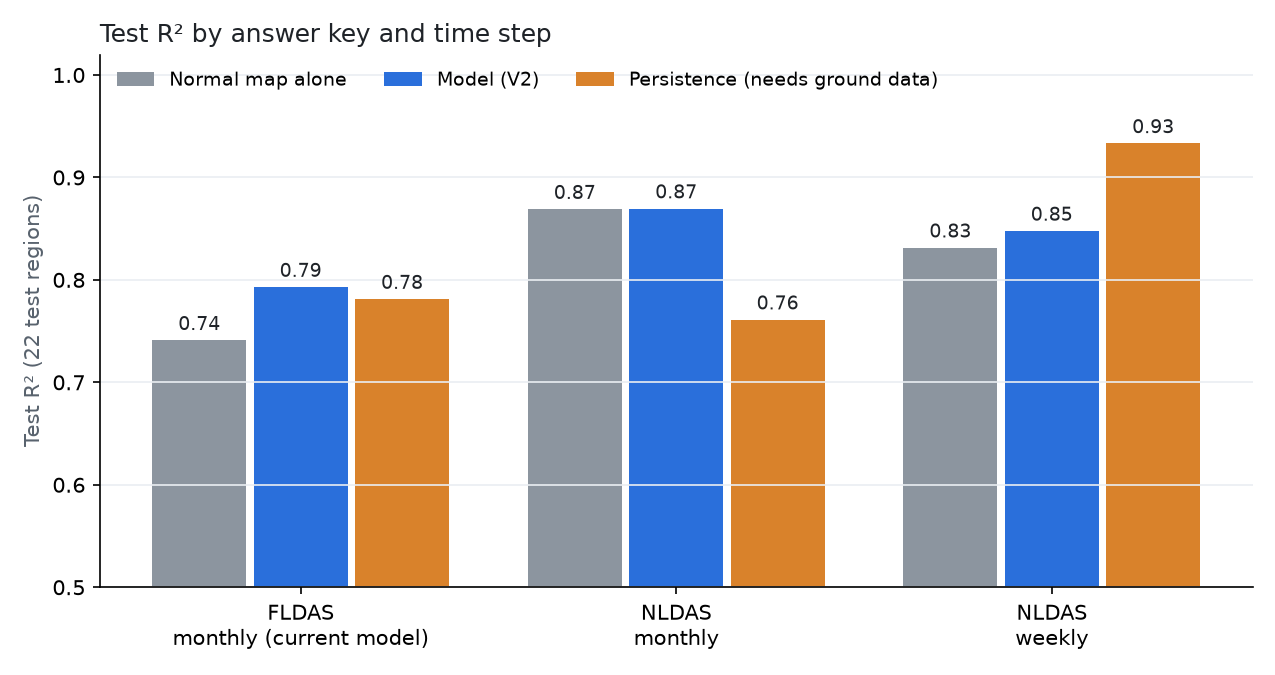 Test R² by answer key and time step
Normal map alone
Model (V2)
Persistence (needs ground data)
Test R² (22 test regions)
1.0
0.9
0.8
0.7
0.6
0.5
0.74
0.79
0.78
0.87
0.87
0.76
0.83
0.85
0.93
FLDAS
monthly (current model)
NLDAS
monthly
NLDAS
weekly